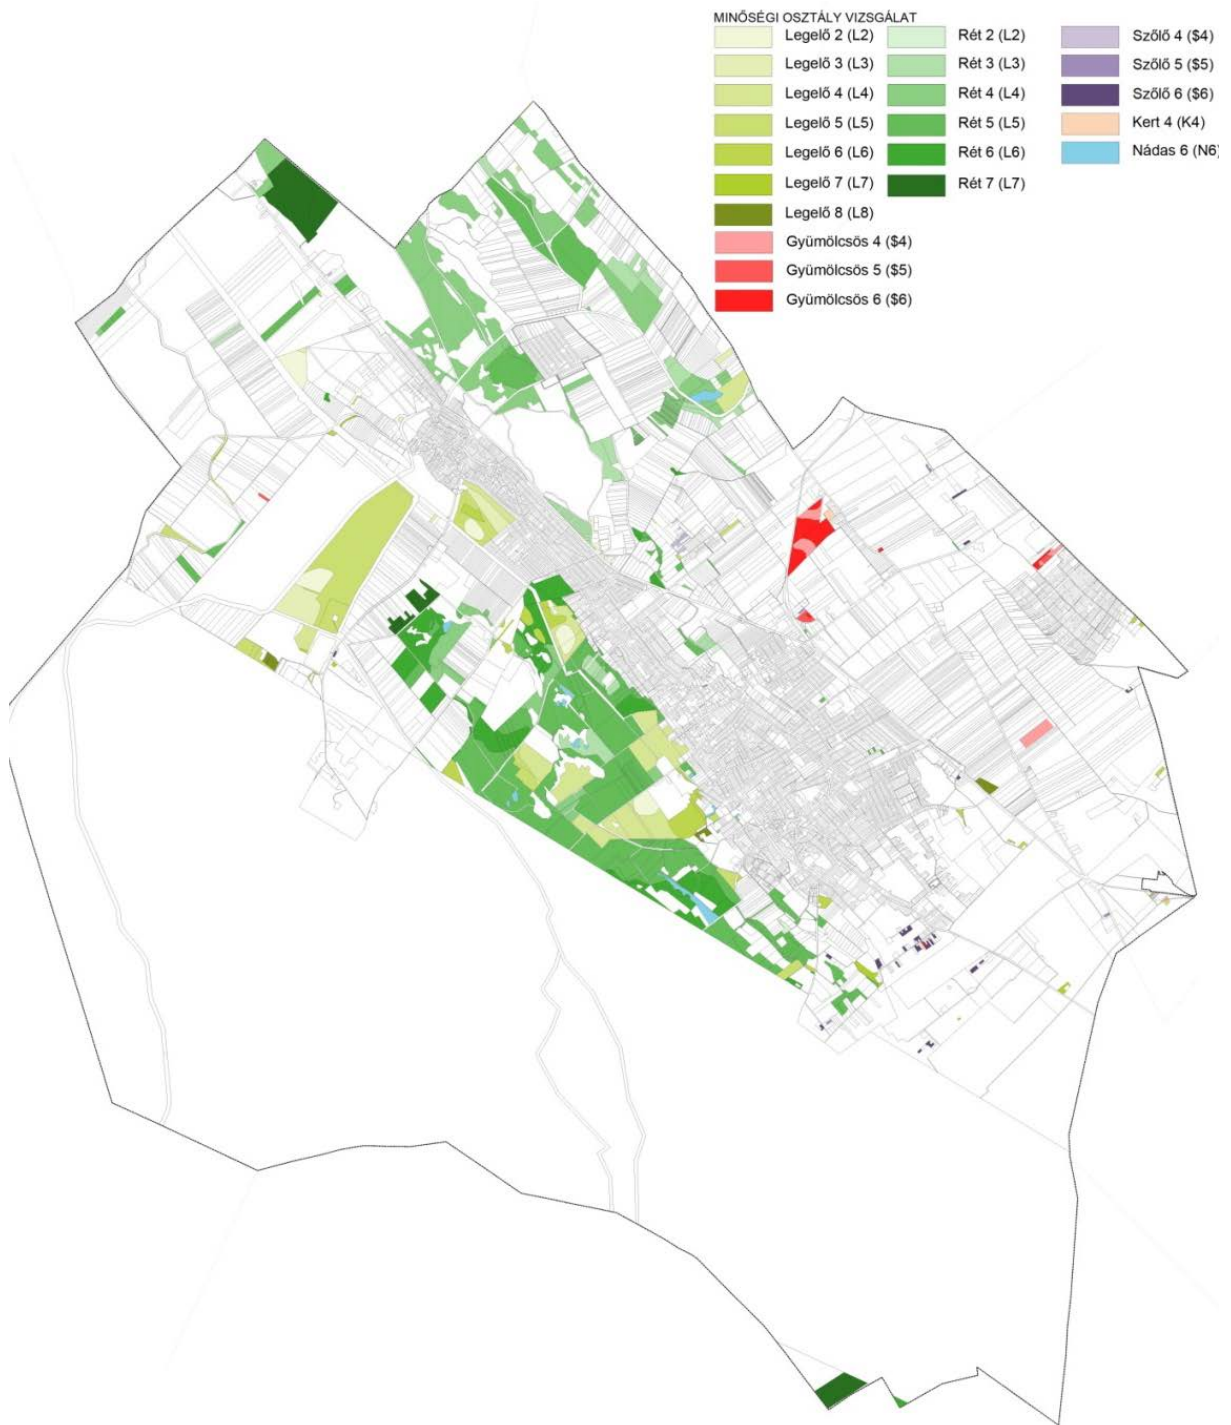 MINŐSÉGI OSZTÁLY VIZSGÁLAT
Legelő 2 (L2)
Legelő 3 (L3)
Legelő 4 (L4)
Legelő 5 (L5)
Legelő 6 (L6)
Legelő 7 (L7)
Legelő 8 (L8)
Gyümölcsös 4 ($4)
Gyümölcsös 5 ($5)
Gyümölcsös 6 ($6)
Rét 2 (L2)
Rét 3 (L3)
Rét 4 (L4)
Rét 5 (L5)
Rét 6 (L6)
Rét 7 (L7)
Szőlő 4 ($4)
Szőlő 5 ($5)
Szőlő 6 ($6)
Kert 4 (K4)
Nádas 6 (N6)